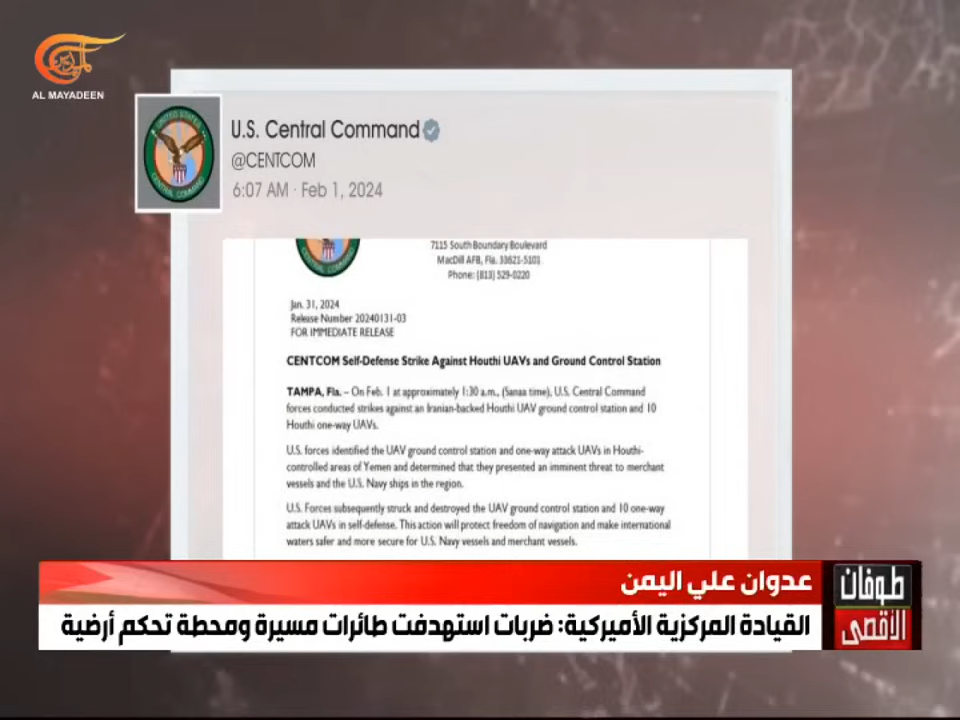 AL MAYADEEN
U.S. Central Command
@CENTCOM
6:07 AM · Feb 1, 2024
UNITED STATES
CENTRAL COMMAND
7115 South Boundary Boulevard
MacDill AFB, Fla. 33621-5101
Phone: (813) 529-0220
Jan. 31, 2024
Release Number 20240131-03
FOR IMMEDIATE RELEASE
CENTCOM Self-Defense Strike Against Houthi UAVs and Ground Control Station
TAMPA, Fla. – On Feb. 1 at approximately 1:30 a.m., (Sanaa time), U.S. Central Command
forces conducted strikes against an Iranian-backed Houthi UAV ground control station and 10
Houthi one-way UAVs.
U.S. forces identified the UAV ground control station and one-way attack UAVs in Houthi-
controlled areas of Yemen and determined that they presented an imminent threat to merchant
vessels and the U.S. Navy ships in the region.
U.S. Forces subsequently struck and destroyed the UAV ground control station and 10 one-way
attack UAVs in self-defense. This action will protect freedom of navigation and make international
waters safer and more secure for U.S. Navy vessels and merchant vessels.
عدوان علي اليمن
القيادة المركزية الأميركية: ضربات استهدفت طائرات مسيرة ومحطة تحكم أرضية
طوفان
الأقصى